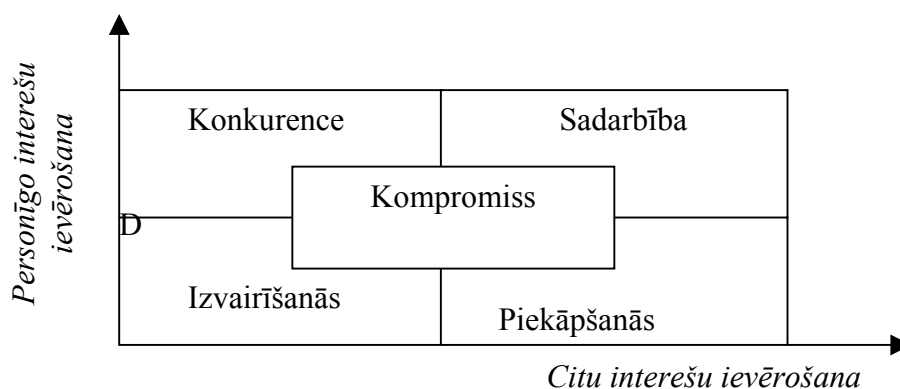 Personīgo interešu
ievērošana
Konkurence
Sadarbība
Kompromiss
D
Izvairīšanās
Piekāpšanās
Citu interešu ievērošana